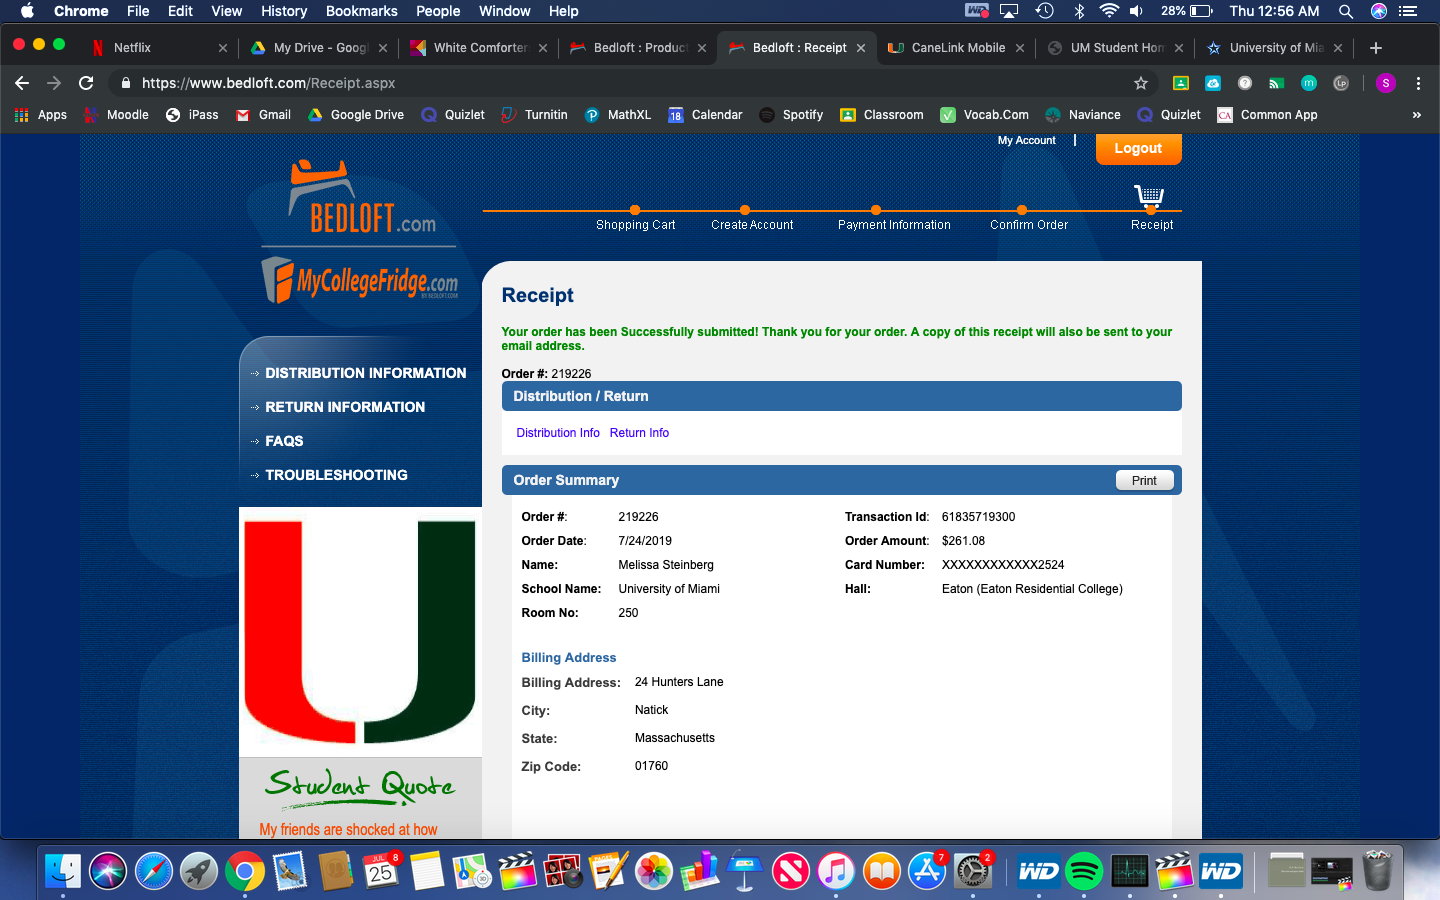 Chrome File Edit View History Bookmarks People Window Help 28% Thu 12:56 AM
Netflix My Drive - Googl White Comforter Bedloft : Product Bedloft : Receipt CaneLink Mobile UM Student Hom University of Mia
https://www.bedloft.com/Receipt.aspx
Apps Moodle iPass Gmail Google Drive Quizlet Turnitin MathXL Calendar Spotify Classroom Vocab.Com Naviance Quizlet Common App »
My Account | Logout
BEDLOFT.com
Shopping Cart Create Account Payment Information Confirm Order Receipt
MyCollegeFridge.com
BY BEDLOFT.COM
Receipt
Your order has been Successfully submitted! Thank you for your order. A copy of this receipt will also be sent to your
email address.
Order #: 219226
DISTRIBUTION INFORMATION
RETURN INFORMATION
FAQS
TROUBLESHOOTING
Distribution / Return
Distribution Info Return Info
Order Summary Print
Order #: 219226 Transaction Id: 61835719300
Order Date: 7/24/2019 Order Amount: $261.08
Name: Melissa Steinberg Card Number: XXXXXXXXXXXX2524
School Name: University of Miami Hall: Eaton (Eaton Residential College)
Room No: 250
Billing Address
Billing Address: 24 Hunters Lane
City: Natick
State: Massachusetts
Zip Code: 01760
Student Quote
My friends are shocked at how
JUL 25 8 PAGES 7 2 WD WD